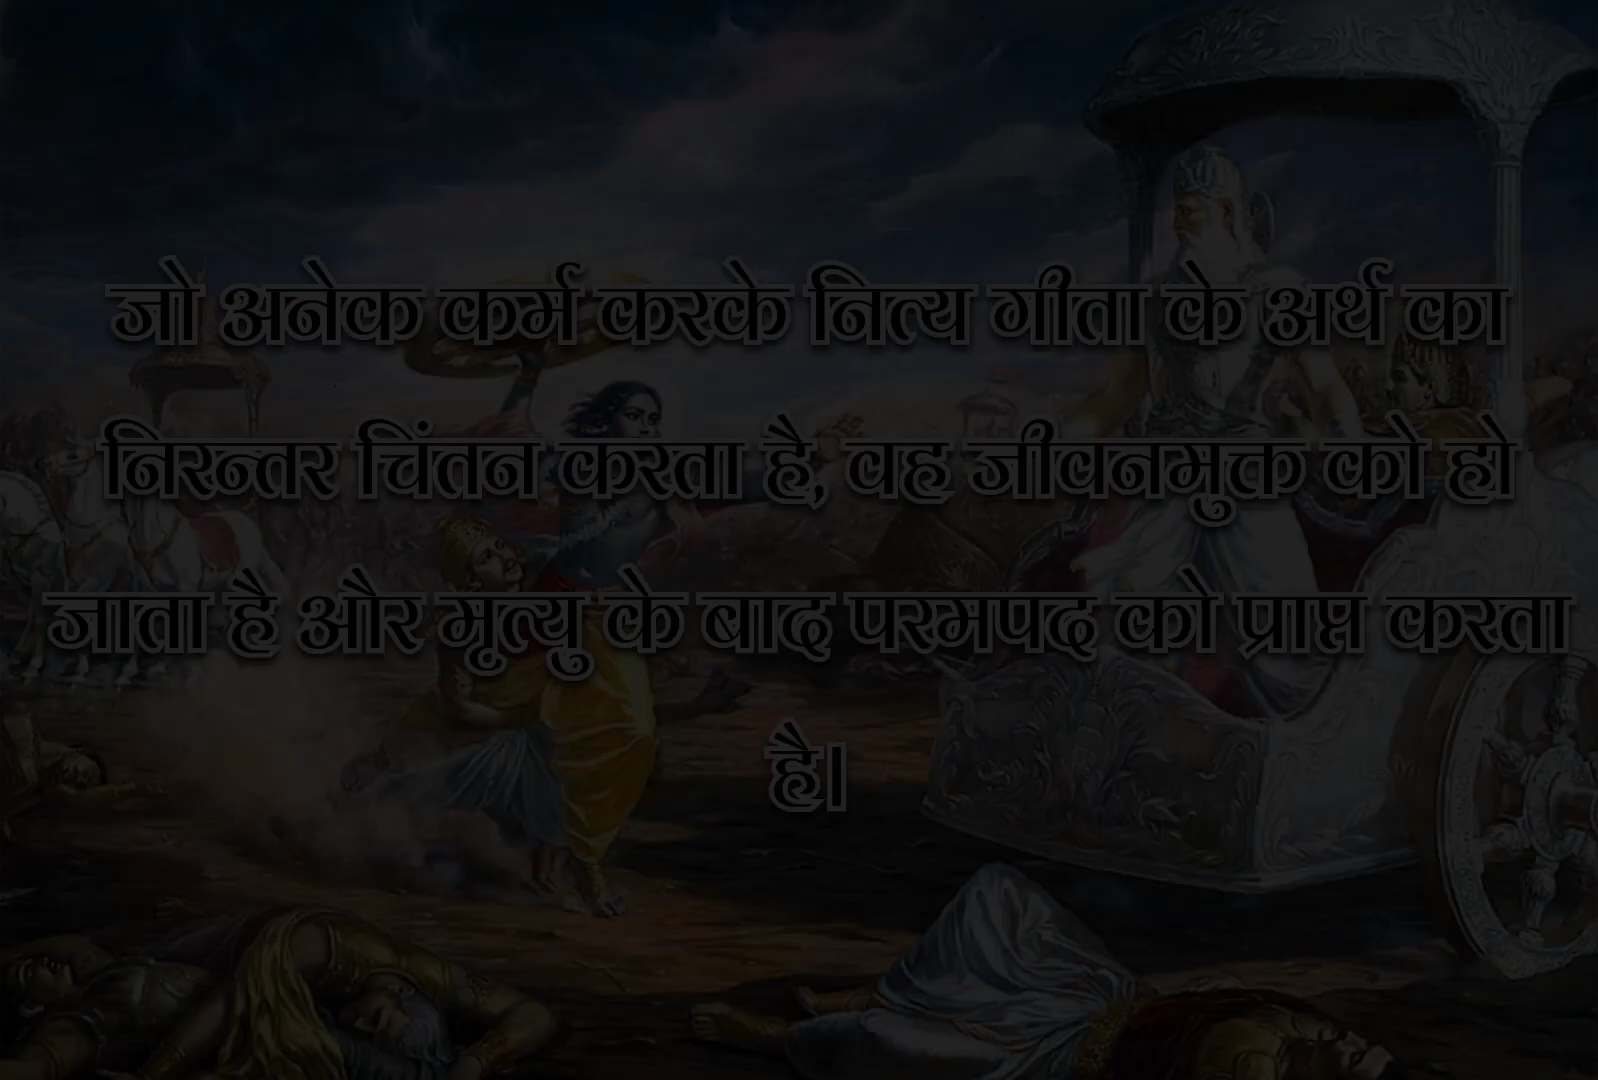 जो अनेक कर्म करके नित्य गीता के अर्थ का
निरन्तर चिंतन करता है, वह जीवनमुक्त को हो
जाता है और मृत्यु के बाद परमपद को प्राप्त करता
है।